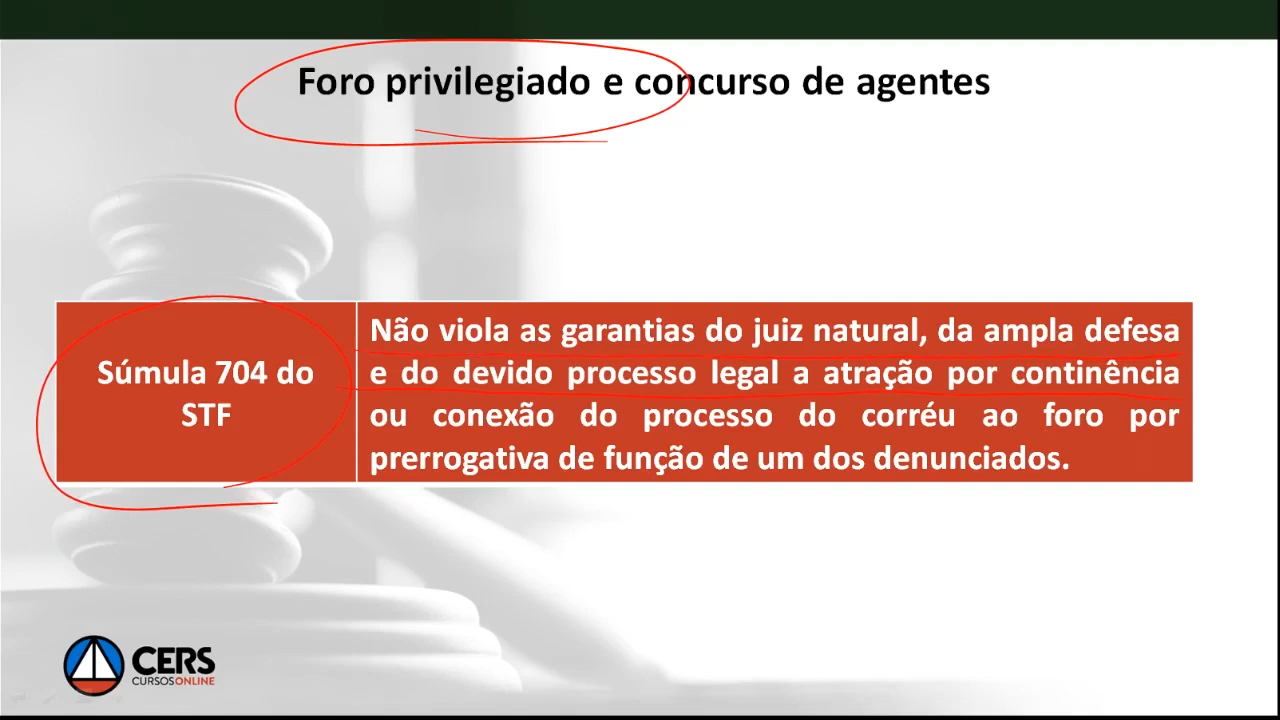 Foro privilegiado e concurso de agentes
Súmula 704 do
STF
Não viola as garantias do juiz natural, da ampla defesa
e do devido processo legal a atração por continência
ou conexão do processo do corréu ao foro por
prerrogativa de função de um dos denunciados.
CERS
CURSOS ONLINE